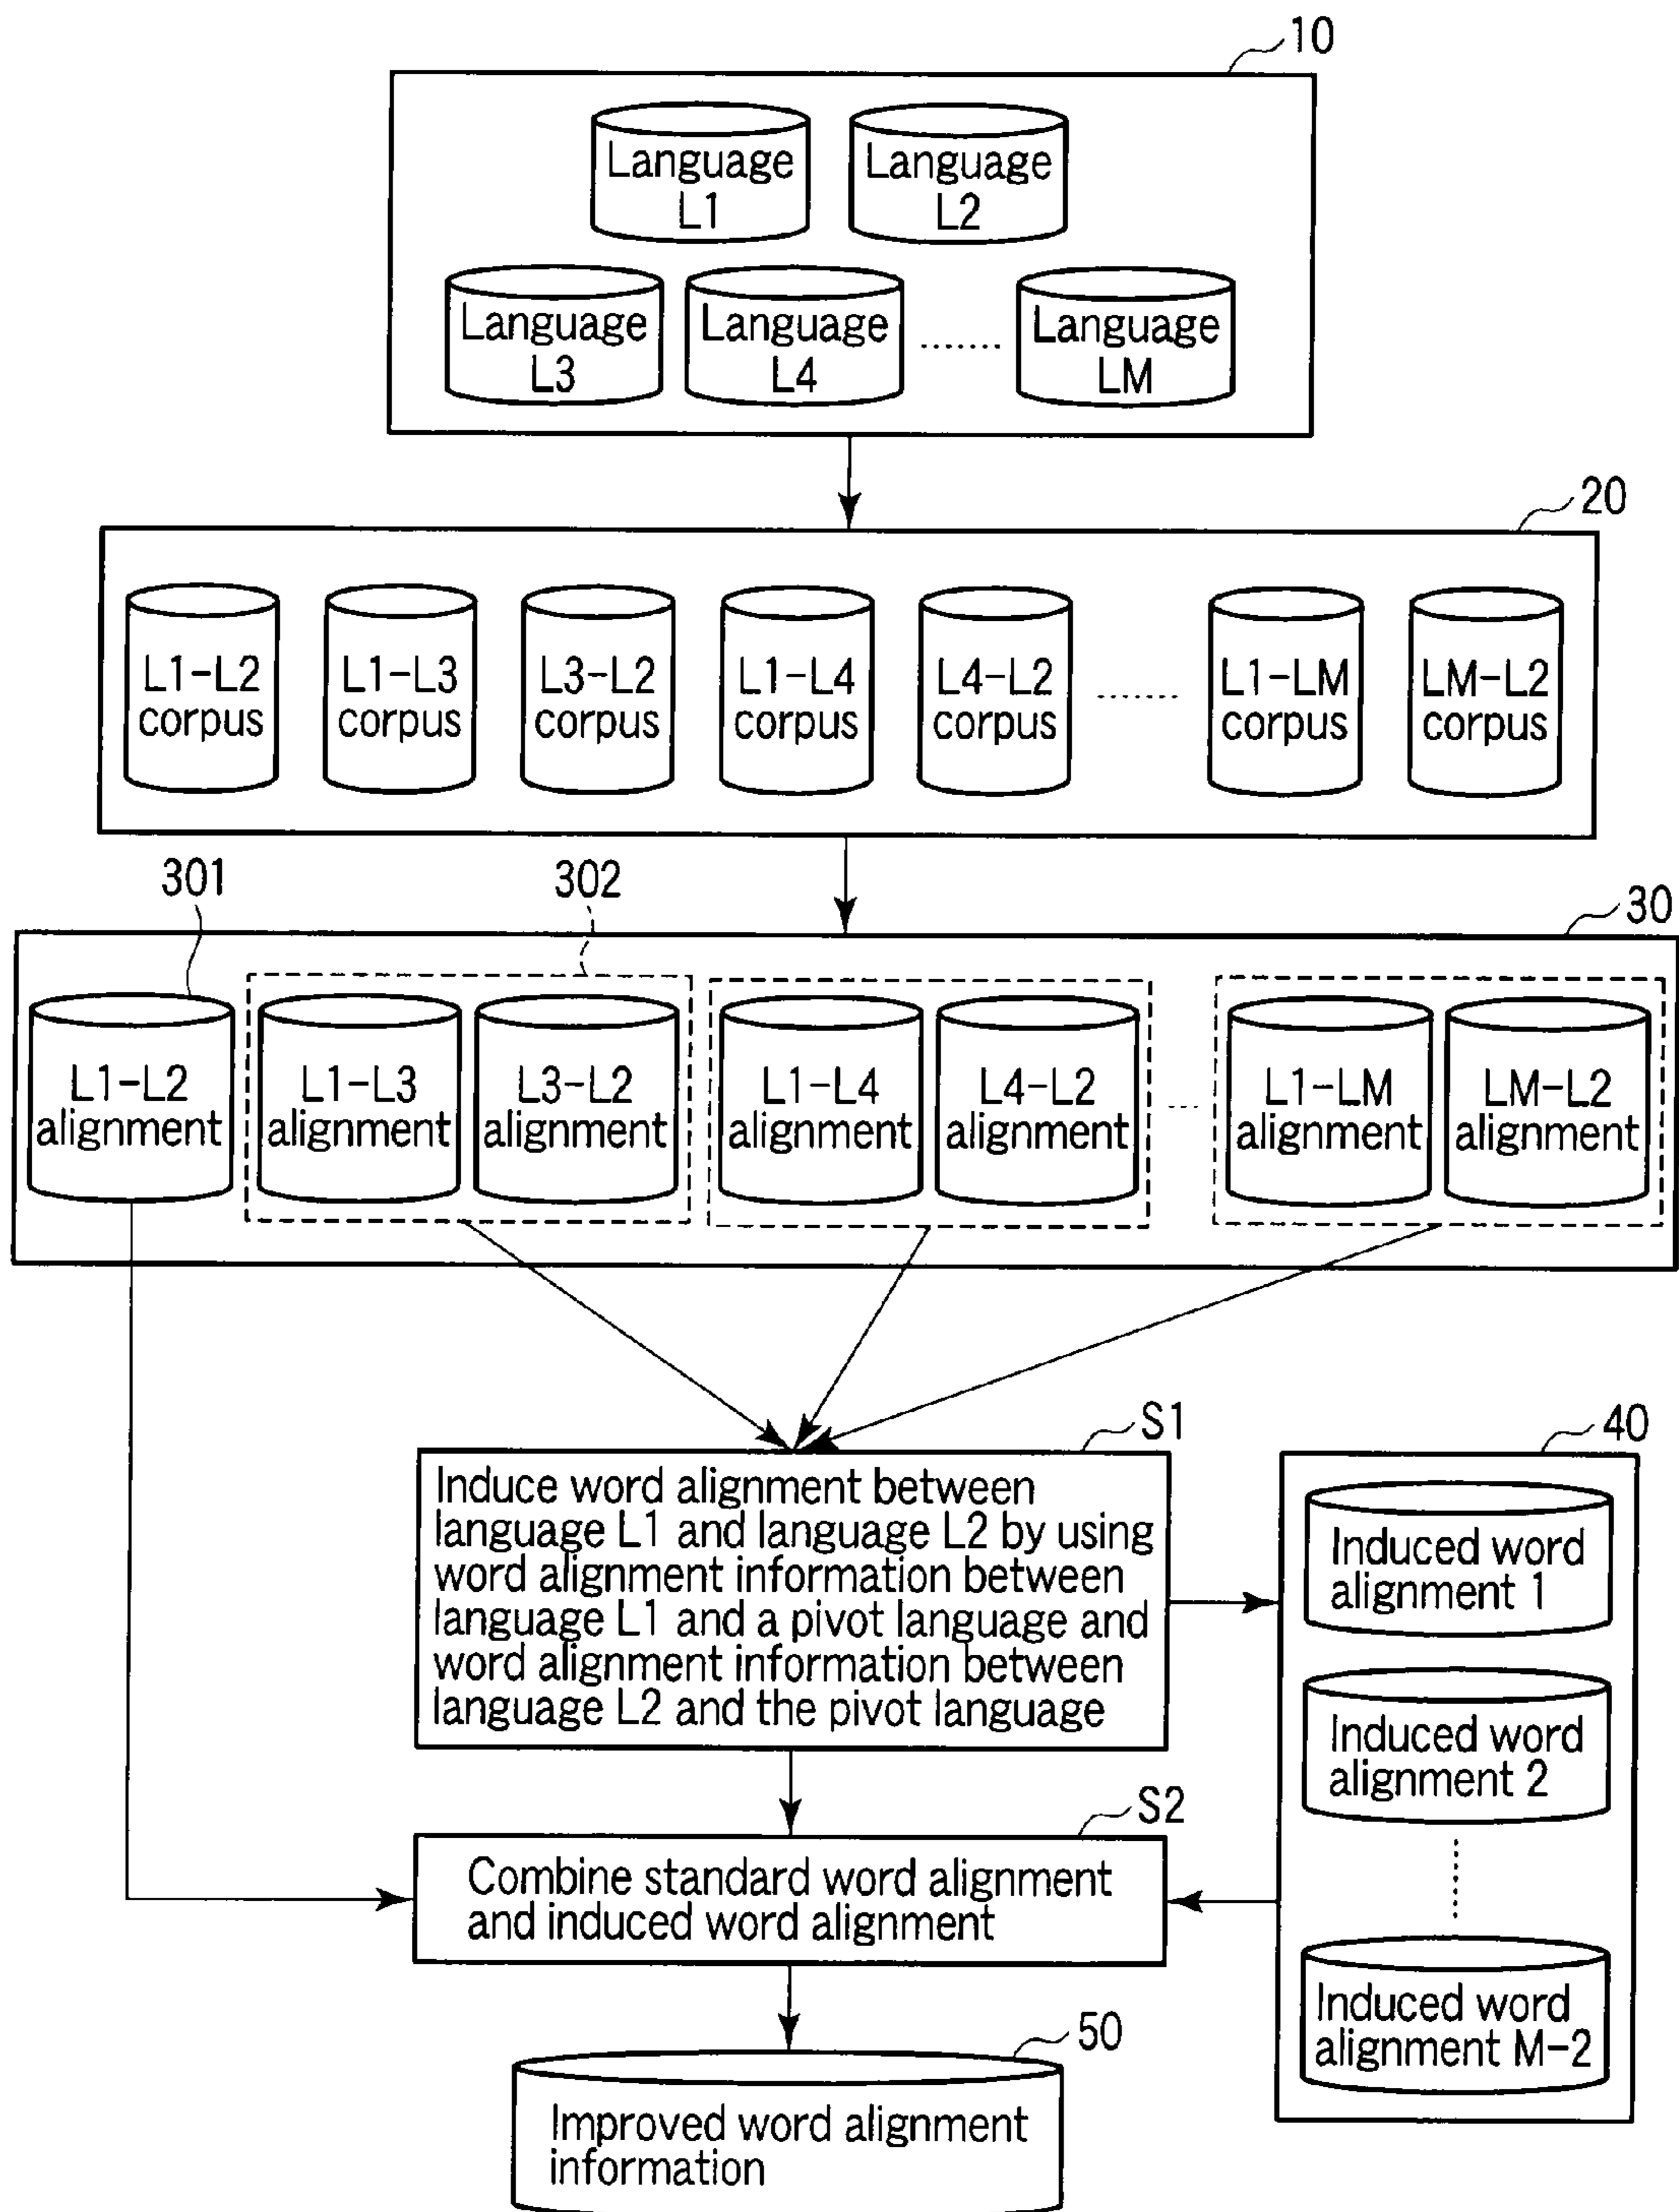 10
Language
L1
Language
L2
Language
L3
Language
L4
........
Language
LM
20
L1-L2
corpus
L1-L3
corpus
L3-L2
corpus
L1-L4
corpus
L4-L2
corpus
........
L1-LM
corpus
LM-L2
corpus
301
302
30
L1-L2
alignment
L1-L3
alignment
L3-L2
alignment
L1-L4
alignment
L4-L2
alignment
....
L1-LM
alignment
LM-L2
alignment
S1
Induce word alignment between
language L1 and language L2 by using
word alignment information between
language L1 and a pivot language and
word alignment information between
language L2 and the pivot language
40
Induced word
alignment 1
Induced word
alignment 2
Induced word
alignment M-2
S2
Combine standard word alignment
and induced word alignment
50
Improved word alignment
information